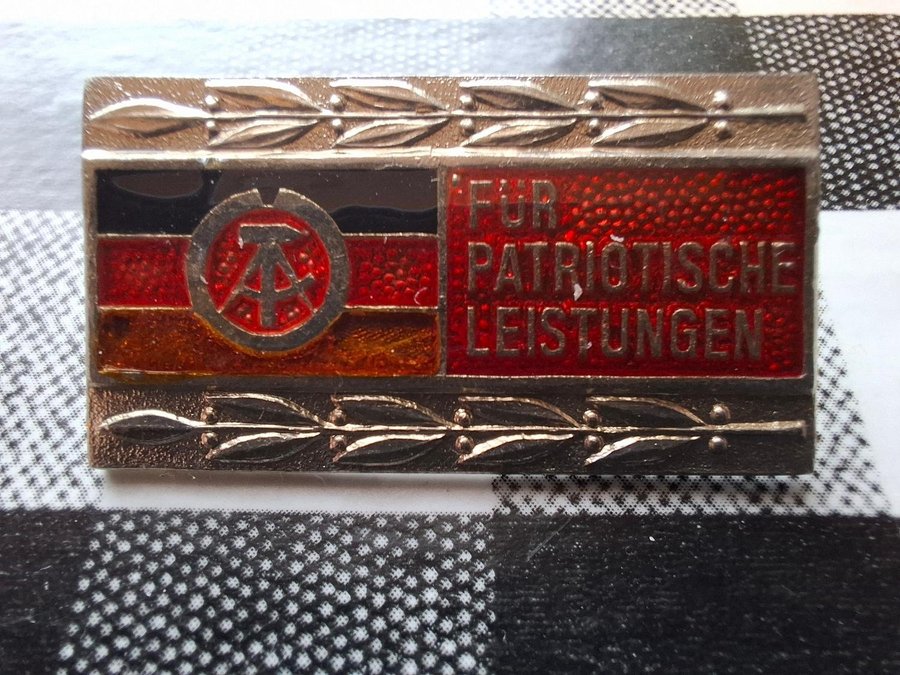 FÜR
PATRIOTISCHE
LEISTUNGEN